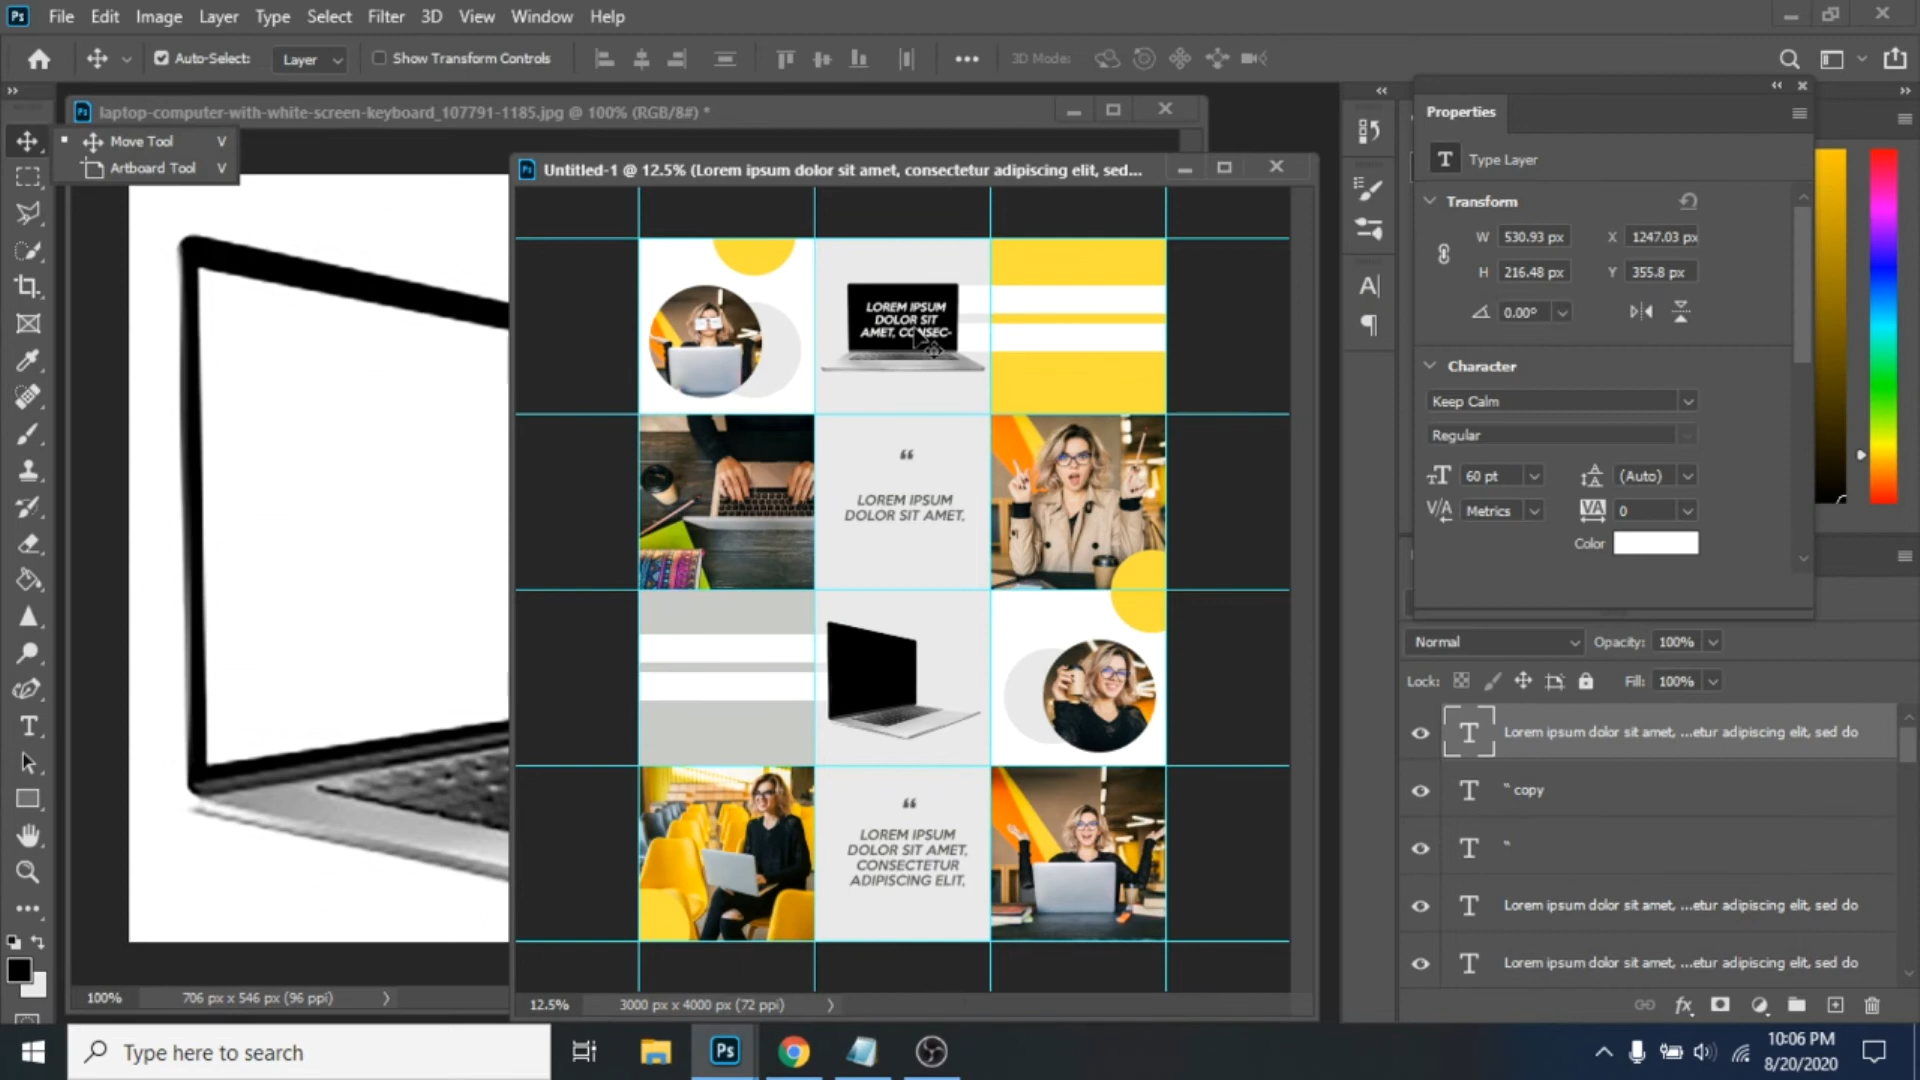 Ps File Edit Image Layer Type Select Filter 3D View Window Help
Auto-Select: Layer Show Transform Controls 3D Mode:
laptop-computer-with-white-screen-keyboard_107791-1185.jpg @ 100% (RGB/8#) *
Move Tool V
Artboard Tool V
Untitled-1 @ 12.5% (Lorem ipsum dolor sit amet, consectetur adipiscing elit, sed...
LOREM IPSUM
DOLOR SIT
AMET, CONSEC-
“
LOREM IPSUM
DOLOR SIT AMET,
“
LOREM IPSUM
DOLOR SIT AMET,
CONSECTETUR
ADIPISCING ELIT,
100% 706 px x 546 px (96 ppi)
12.5% 3000 px x 4000 px (72 ppi)
Properties
T Type Layer
Transform
W 530.93 px X 1247.03 px
H 216.48 px Y 355.8 px
0.00°
Character
Keep Calm
Regular
60 pt (Auto)
Metrics 0
Color
Normal Opacity: 100%
Lock: Fill: 100%
T Lorem ipsum dolor sit amet, ...etur adipiscing elit, sed do
T “ copy
T “
T Lorem ipsum dolor sit amet, ...etur adipiscing elit, sed do
T Lorem ipsum dolor sit amet, ...etur adipiscing elit, sed do
Type here to search
Ps
10:06 PM
8/20/2020